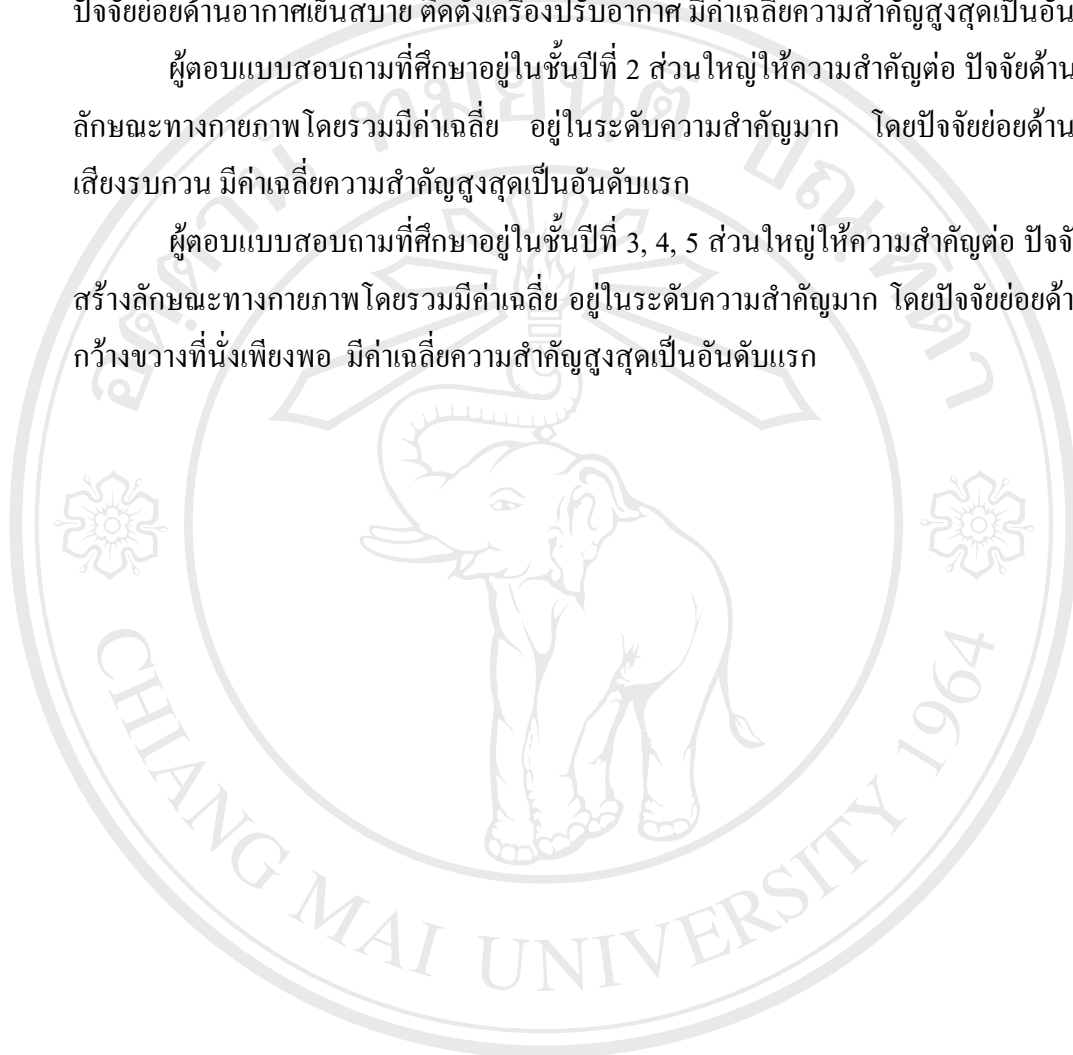 ปัจจัยย่อยด้านอากาศเย็นสบาย ติดตั้งเครื่องปรับอากาศ มีค่าเฉลี่ยความสำคัญสูงสุดเป็นอัน
ผู้ตอบแบบสอบถามที่ศึกษาอยู่ในชั้นปีที่ 2 ส่วนใหญ่ให้ความสำคัญต่อ ปัจจัยด้าน
ลักษณะทางกายภาพโดยรวมมีค่าเฉลี่ย อยู่ในระดับความสำคัญมาก โดยปัจจัยย่อยด้าน
เสียงรบกวน มีค่าเฉลี่ยความสำคัญสูงสุดเป็นอันดับแรก
ผู้ตอบแบบสอบถามที่ศึกษาอยู่ในชั้นปีที่ 3, 4, 5 ส่วนใหญ่ให้ความสำคัญต่อ ปัจจั
สร้างลักษณะทางกายภาพโดยรวมมีค่าเฉลี่ย อยู่ในระดับความสำคัญมาก โดยปัจจัยย่อยด้า
กว้างขวางที่นั่งเพียงพอ มีค่าเฉลี่ยความสำคัญสูงสุดเป็นอันดับแรก
อตฺตานํ ทมยนฺติ ปณฺฑิตา
CHIANG MAI UNIVERSITY 1964